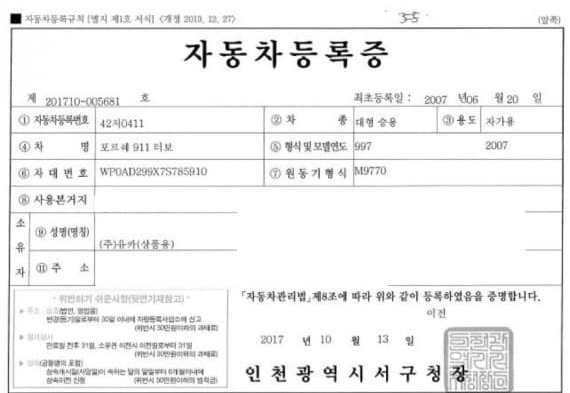 ■ 자동차등록규칙 [별지 제1호 서식] <개정 2013. 12. 27> (앞쪽)
자동차등록증
제 201710-005681 호 최초등록일 : 2007 년 06 월 20 일
① 자동차등록번호 42저0411 ② 차 종 대형 승용 ③ 용도 자가용
④ 차 명 포르쉐 911 터보 ⑤ 형식 및 모델연도 997 2007
⑥ 차 대 번 호 WP0AD299X7S785910 ⑦ 원동기형식 M9770
⑧ 사용본거지
소유자 ⑨ 성명(명칭) (주)유카(상품용)
⑪ 주 소
· 위반하기 쉬운사항(뒷면기재참고) ·
▶ 주소 · 상호(법인, 영업용)
변경(등기)일로부터 30일 이내에 차량등록사업소에 신고
(위반시 30만원이하의 과태료)
▶ 정기검사
만료일 전후 31일, 소유권 이전시 이전일로부터 31일
(위반시 30만원이하의 과태료)
▶ 상속(공동명의 포함)
상속개시일(사망일)이 속하는 달의 말일부터 6개월이내에
상속이전 신청 (위반시 50만원이하의 범칙금)
「자동차관리법」제8조에 따라 위와 같이 등록하였음을 증명합니다.
이전
2017 년 10 월 13 일
인천광역시서구청장